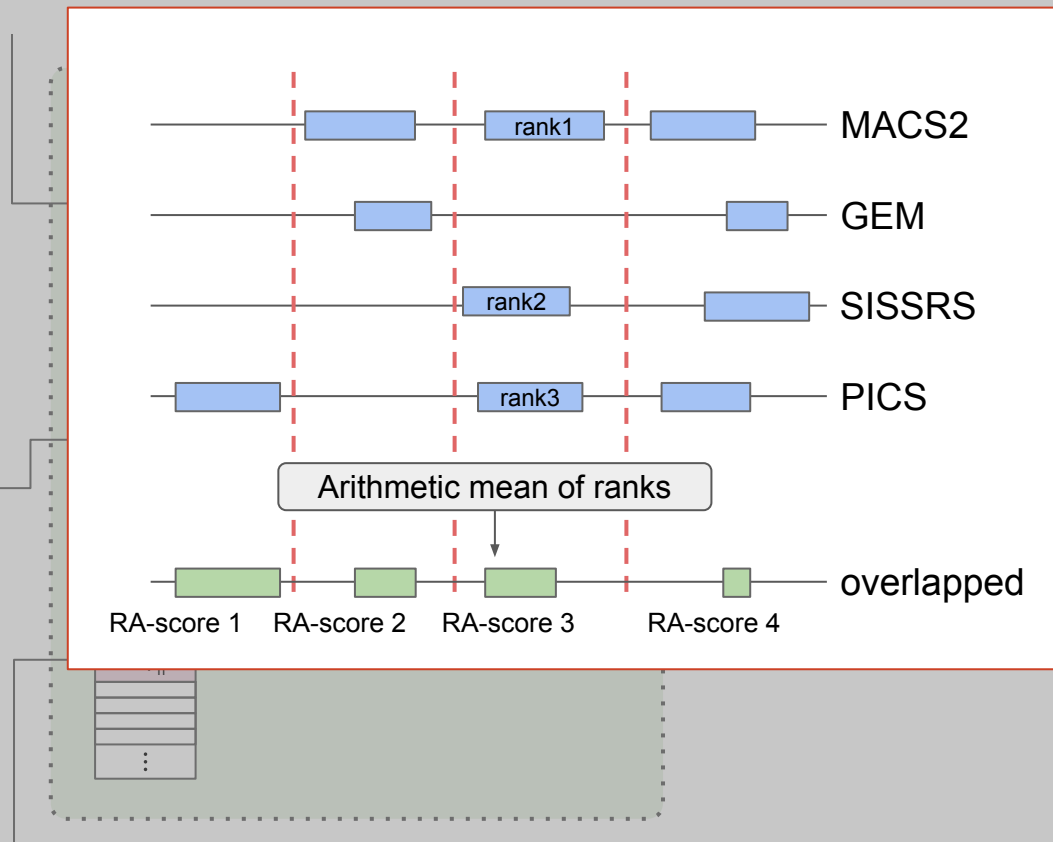 rank1
MACS2
GEM
rank2
SISSRS
rank3
PICS
Arithmetic mean of ranks
overlapped
RA-score 1
RA-score 2
RA-score 3
RA-score 4
⋮